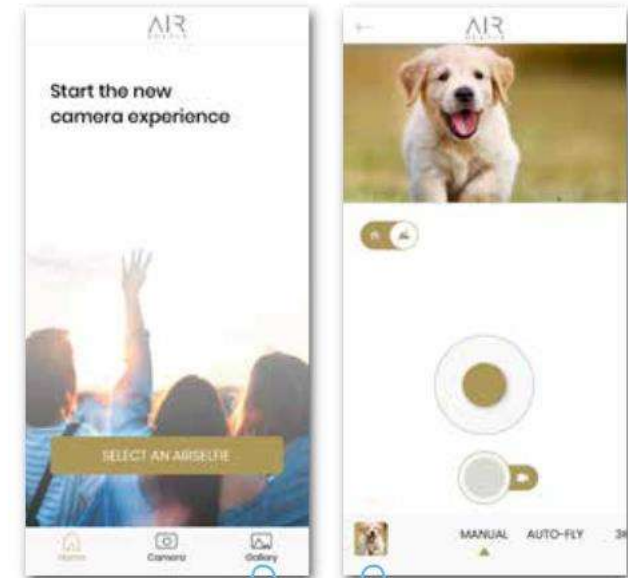 AIR
Start the new
camera experience
SELECT AN AIRSELFIE
Home
Camera
Gallery
AIR
MANUAL
AUTO-FLY